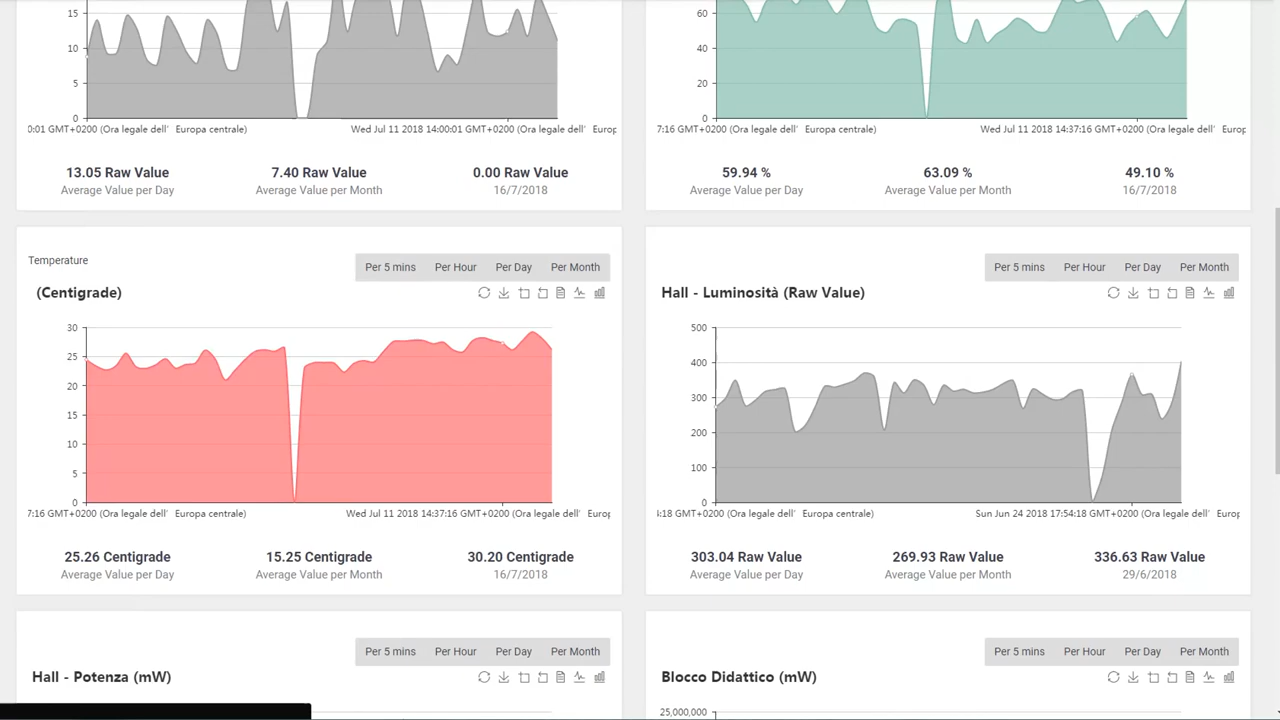 15
10
5
0
0:01 GMT+0200 (Ora legale dell' Europa centrale)
Wed Jul 11 2018 14:00:01 GMT+0200 (Ora legale dell' Europ
13.05 Raw Value
7.40 Raw Value
0.00 Raw Value
Average Value per Day
Average Value per Month
16/7/2018
60
40
20
0
7:16 GMT+0200 (Ora legale dell' Europa centrale)
Wed Jul 11 2018 14:37:16 GMT+0200 (Ora legale dell' Europ
59.94 %
63.09 %
49.10 %
Average Value per Day
Average Value per Month
16/7/2018
Temperature
Per 5 mins Per Hour Per Day Per Month
(Centigrade)
30
25
20
15
10
5
0
7:16 GMT+0200 (Ora legale dell' Europa centrale)
Wed Jul 11 2018 14:37:16 GMT+0200 (Ora legale dell' Europ
25.26 Centigrade
15.25 Centigrade
30.20 Centigrade
Average Value per Day
Average Value per Month
16/7/2018
Per 5 mins Per Hour Per Day Per Month
Hall - Luminosità (Raw Value)
500
400
300
200
100
0
:18 GMT+0200 (Ora legale dell' Europa centrale)
Sun Jun 24 2018 17:54:18 GMT+0200 (Ora legale dell' Europ
303.04 Raw Value
269.93 Raw Value
336.63 Raw Value
Average Value per Day
Average Value per Month
29/6/2018
Per 5 mins Per Hour Per Day Per Month
Hall - Potenza (mW)
Per 5 mins Per Hour Per Day Per Month
Blocco Didattico (mW)
25,000,000